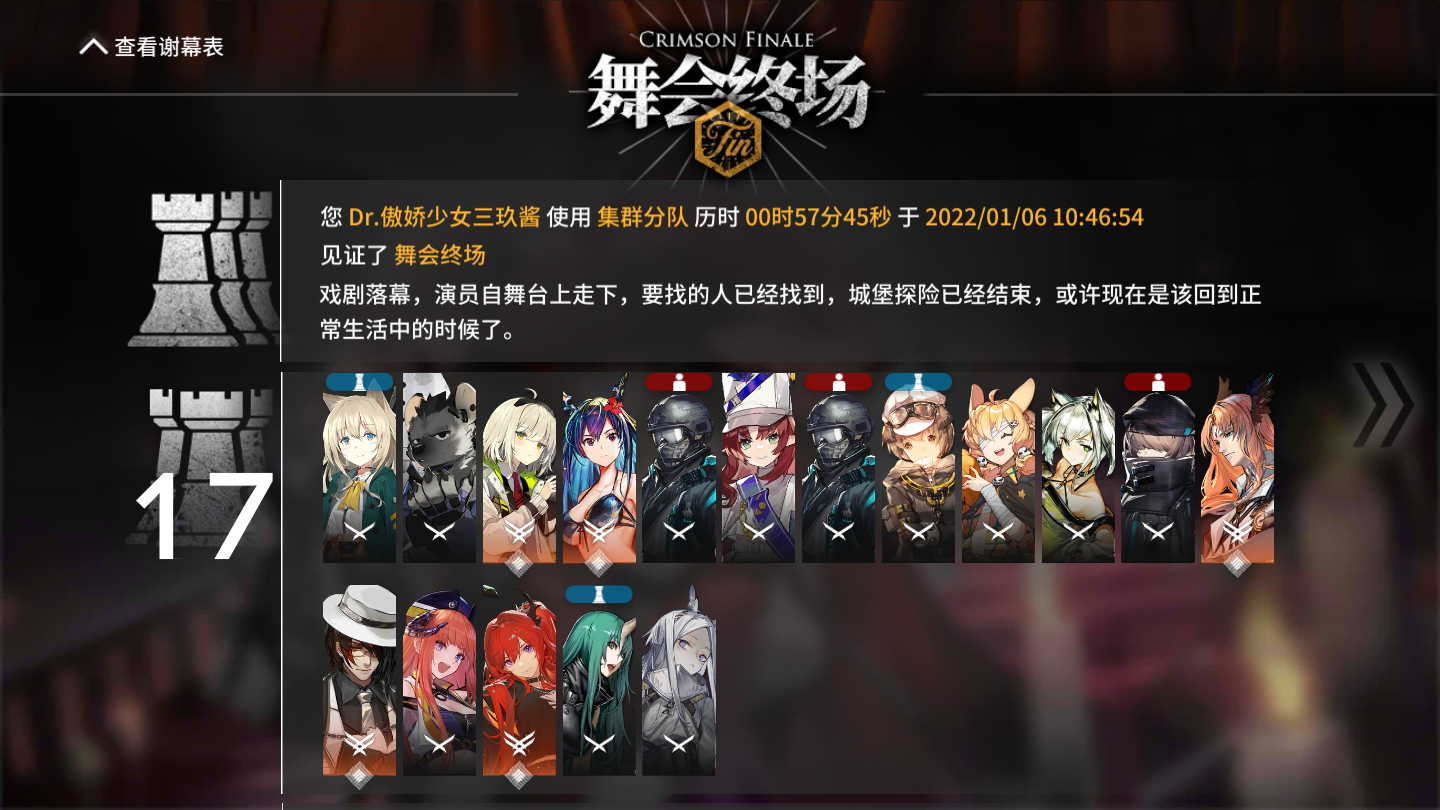 查看谢幕表
CRIMSON FINALE
舞会终场
Fin
您 Dr.傲娇少女三玖酱 使用 集群分队 历时 00时57分45秒 于 2022/01/06 10:46:54
见证了 舞会终场
戏剧落幕，演员自舞台上走下，要找的人已经找到，城堡探险已经结束，或许现在是该回到正
常生活中的时候了。
17